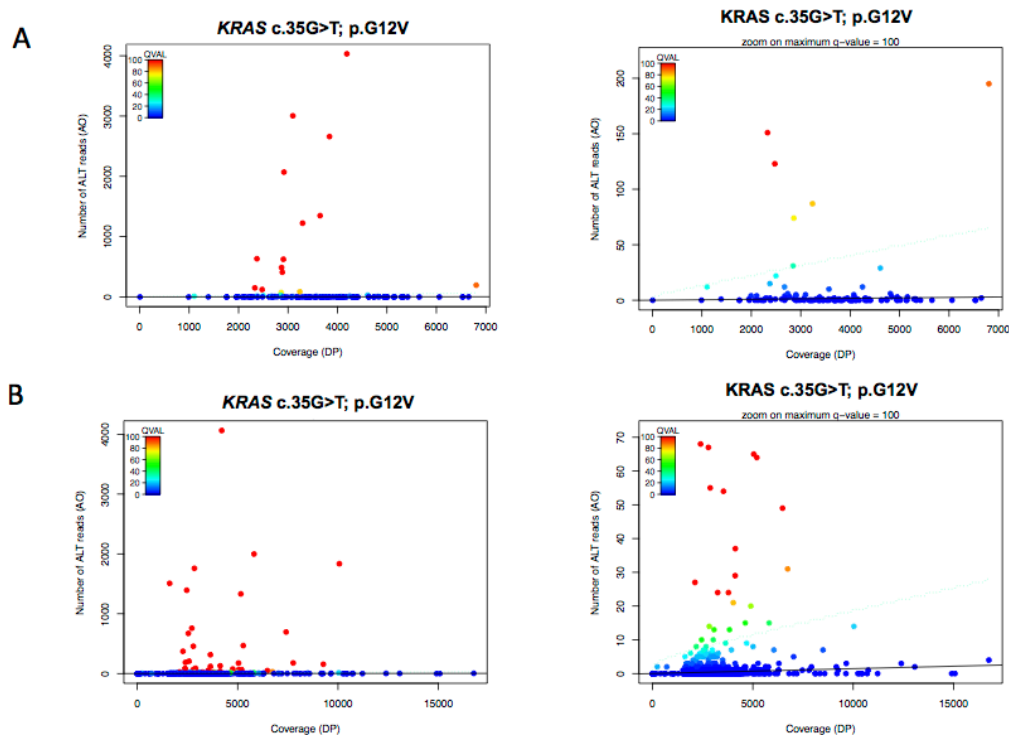 A
KRAS c.35G>T; p.G12V
QVAL
100
80
60
40
20
0
Number of ALT reads (AO)
4000
3000
2000
1000
0
0 1000 2000 3000 4000 5000 6000 7000
Coverage (DP)
KRAS c.35G>T; p.G12V
zoom on maximum q-value = 100
QVAL
100
80
60
40
20
0
Number of ALT reads (AO)
200
150
100
50
0
0 1000 2000 3000 4000 5000 6000 7000
Coverage (DP)
B
KRAS c.35G>T; p.G12V
QVAL
100
80
60
40
20
0
Number of ALT reads (AO)
4000
3000
2000
1000
0
0 5000 10000 15000
Coverage (DP)
KRAS c.35G>T; p.G12V
zoom on maximum q-value = 100
QVAL
100
80
60
40
20
0
Number of ALT reads (AO)
70
60
50
40
30
20
10
0
0 5000 10000 15000
Coverage (DP)